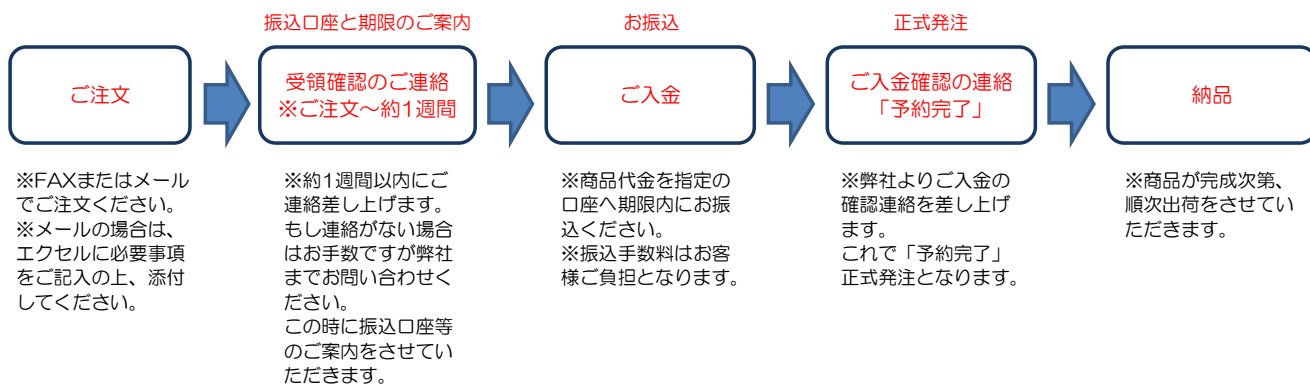 振込口座と期限のご案内
お振込
正式発注
ご注文
受領確認のご連絡
※ご注文～約1週間
ご入金
ご入金確認の連絡
「予約完了」
納品
※FAXまたはメール
でご注文ください。
※メールの場合は、
エクセルに必要事項
をご記入の上、添付
してください。
※約1週間以内にご
連絡差し上げます。
もし連絡がない場合
はお手数ですが弊社
までお問い合わせく
ださい。
この時に振込口座等
のご案内をさせてい
ただきます。
※商品代金を指定の
口座へ期限内にお振
込ください。
※振込手数料はお客
様ご負担となります。
※弊社よりご入金の
確認連絡を差し上げ
ます。
これで「予約完了」
正式発注となります。
※商品が完成次第、
順次出荷をさせてい
ただきます。